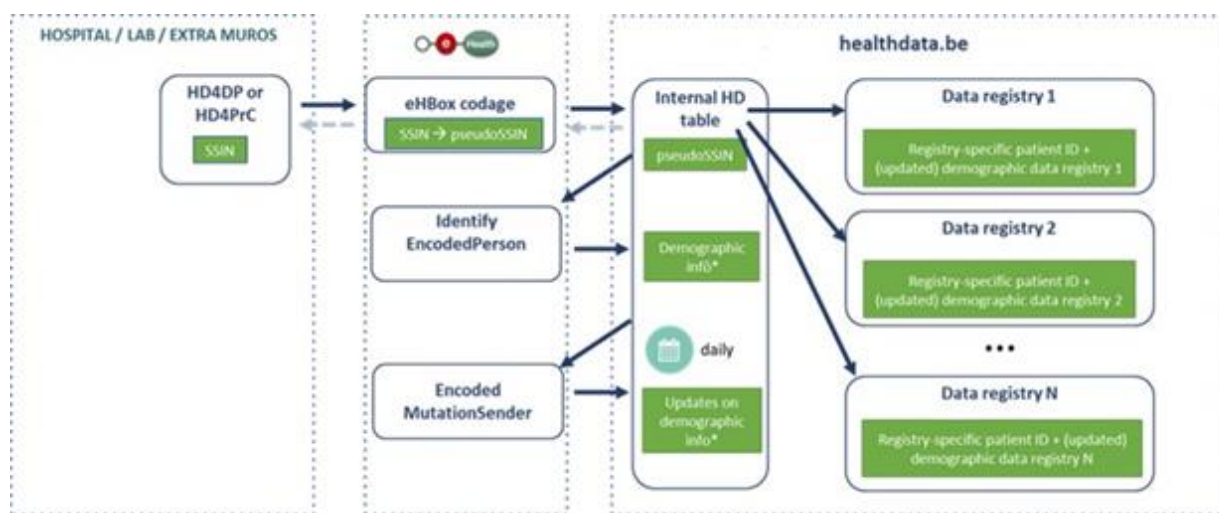 HOSPITAL / LAB / EXTRA MUROS
HD4DP or
HD4PrC
SSIN
e
Health
eHBox codage
SSIN → pseudoSSIN
Identify
EncodedPerson
Encoded
MutationSender
healthdata.be
Internal HD
table
pseudoSSIN
Demographic
info*
daily
Updates on
demographic
info*
Data registry 1
Registry-specific patient ID +
(updated) demographic data registry 1
Data registry 2
Registry-specific patient ID +
(updated) demographic data registry 2
...
Data registry N
Registry-specific patient ID + (updated)
demographic data registry N